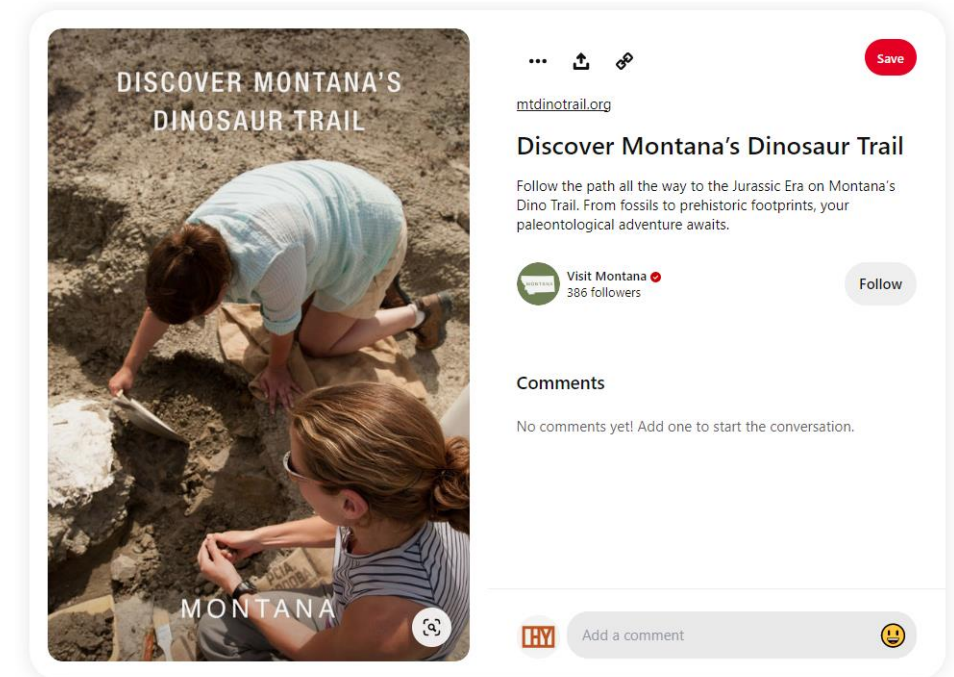 DISCOVER MONTANA'S
DINOSAUR TRAIL
MONTANA
Save
mtdinotrail.org
Discover Montana's Dinosaur Trail
Follow the path all the way to the Jurassic Era on Montana's
Dino Trail. From fossils to prehistoric footprints, your
paleontological adventure awaits.
MONTANA
Visit Montana
386 followers
Follow
Comments
No comments yet! Add one to start the conversation.
Add a comment